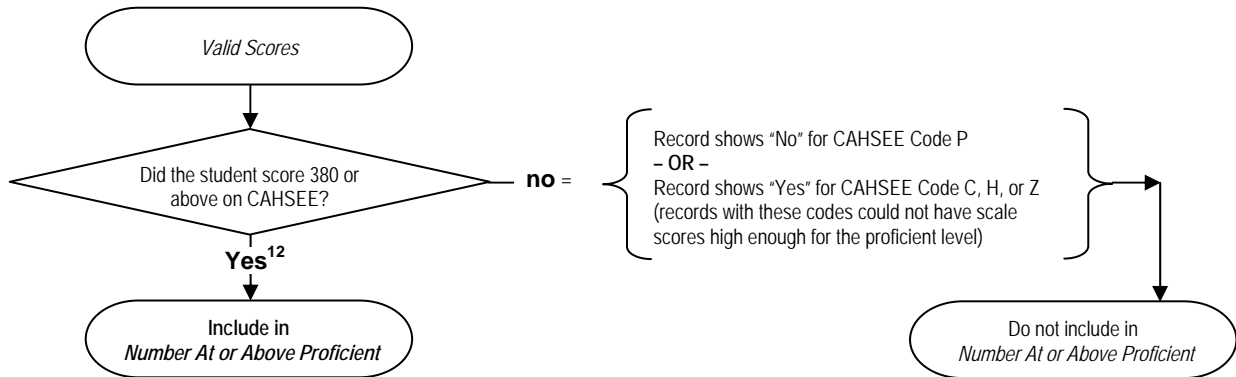 Valid Scores
Did the student score 380 or
above on CAHSEE?
no =
Record shows “No” for CAHSEE Code P
– OR –
Record shows “Yes” for CAHSEE Code C, H, or Z
(records with these codes could not have scale
scores high enough for the proficient level)
Yes12
Include in
Number At or Above Proficient
Do not include in
Number At or Above Proficient